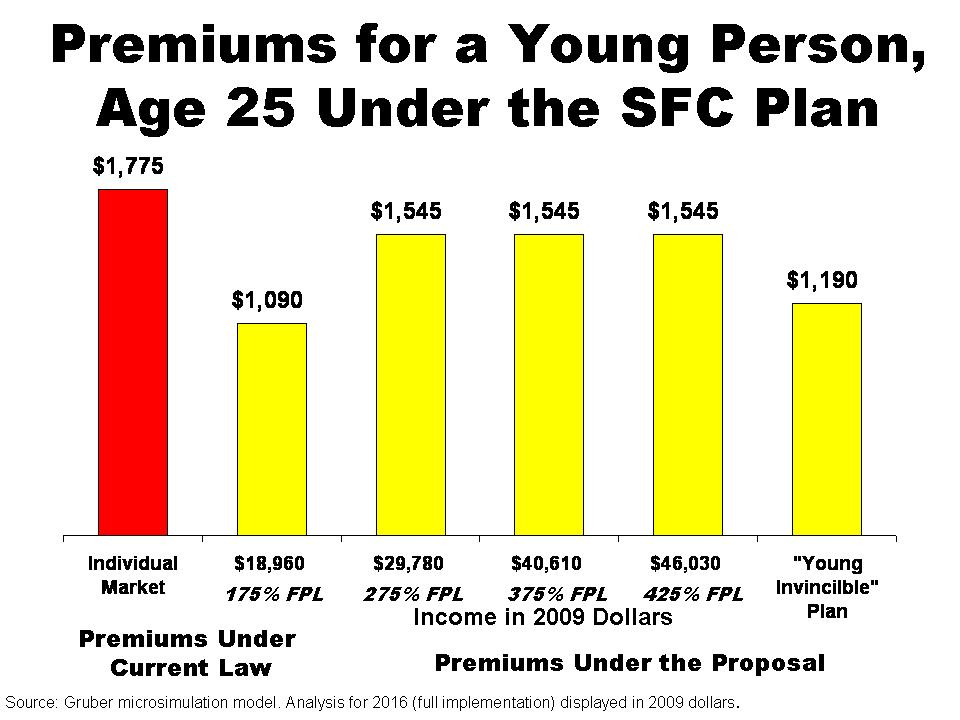 Premiums for a Young Person,
Age 25 Under the SFC Plan
$1,775
$1,090
$1,545
$1,545
$1,545
$1,190
Individual
Market
$18,960
175% FPL
$29,780
275% FPL
$40,610
375% FPL
$46,030
425% FPL
"Young
Invincilble"
Plan
Income in 2009 Dollars
Premiums Under
Current Law
Premiums Under the Proposal
Source: Gruber microsimulation model. Analysis for 2016 (full implementation) displayed in 2009 dollars.